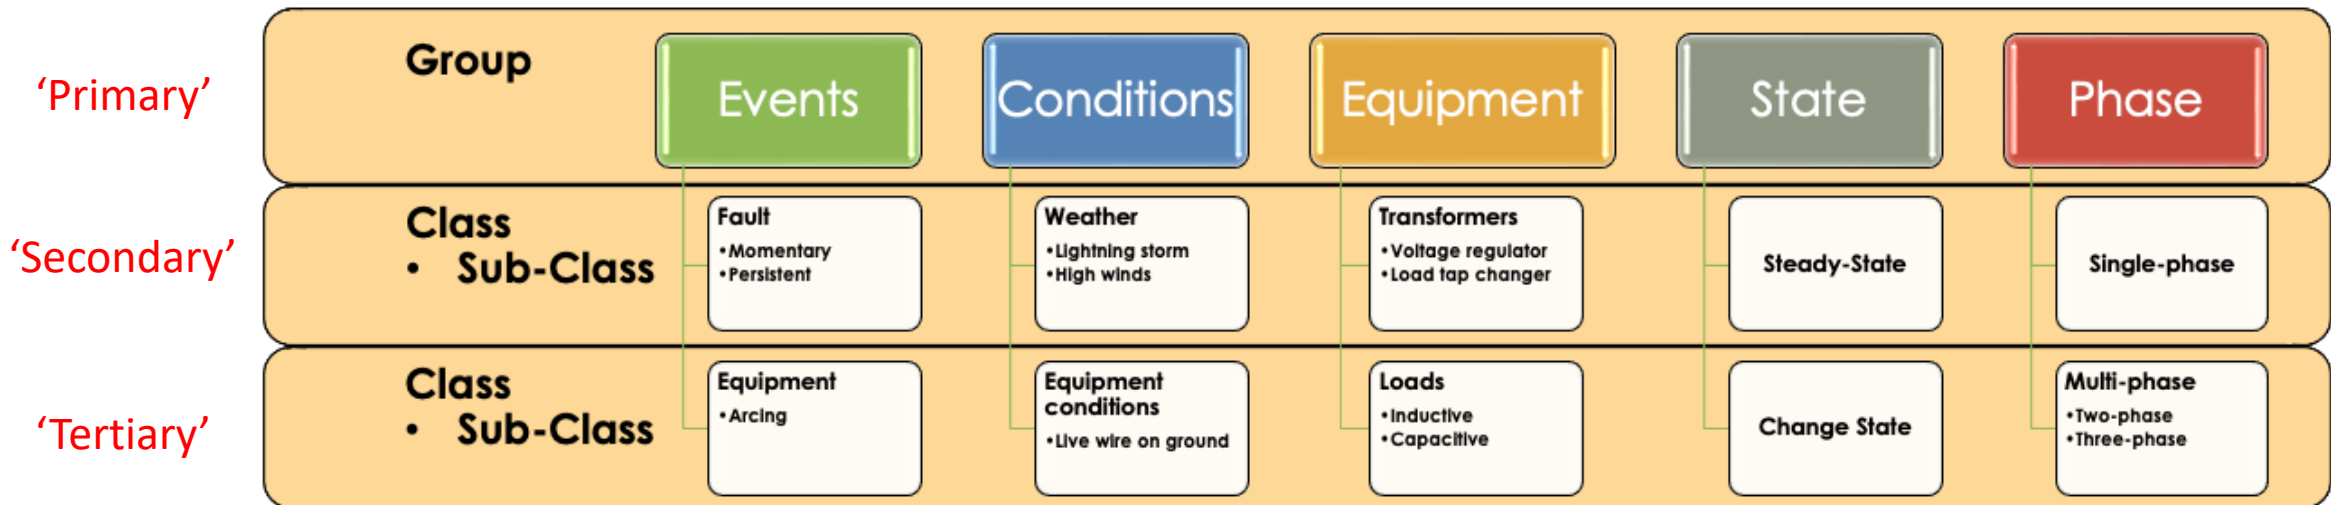 ‘Primary’
Group
Events
Conditions
Equipment
State
Phase
‘Secondary’
Class
• Sub-Class
Fault
•Momentary
•Persistent
Weather
•Lightning storm
•High winds
Transformers
•Voltage regulator
•Load tap changer
Steady-State
Single-phase
‘Tertiary’
Class
• Sub-Class
Equipment
•Arcing
Equipment
conditions
•Live wire on ground
Loads
•Inductive
•Capacitive
Change State
Multi-phase
•Two-phase
•Three-phase